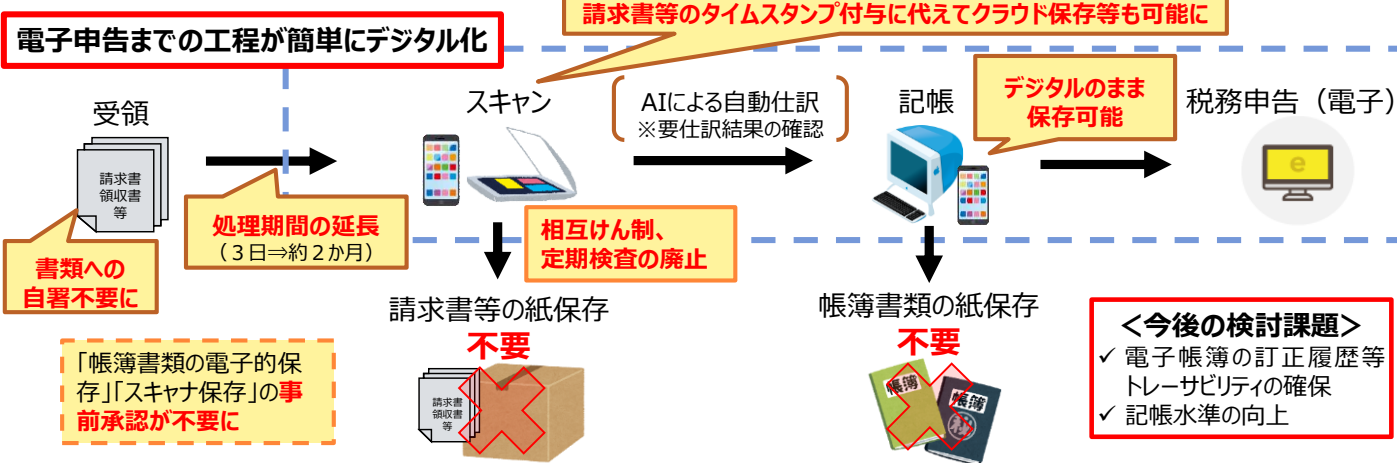 請求書等のタイムスタンプ付与に代えてクラウド保存等も可能に
電子申告までの工程が簡単にデジタル化
受領
請求書
領収書
等
書類への
自署不要に
処理期間の延長
（３日⇒約２か月）
スキャン
AIによる自動仕訳
※要仕訳結果の確認
記帳
デジタルのまま
保存可能
税務申告（電子）
e
相互けん制、
定期検査の廃止
請求書等の紙保存
不要
請求書
領収書
等
帳簿書類の紙保存
不要
帳簿
帳簿
「帳簿書類の電子的保
存」「スキャナ保存」の事
前承認が不要に
＜今後の検討課題＞
✓ 電子帳簿の訂正履歴等
トレーサビリティの確保
✓ 記帳水準の向上